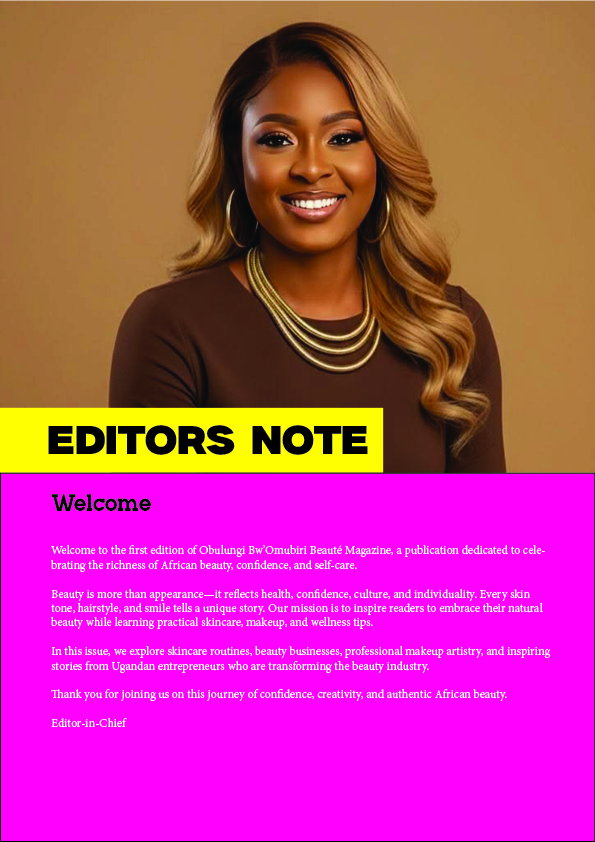 EDITORS NOTE
Welcome
Welcome to the first edition of Obulungi Bw'Omubiri Beauté Magazine, a publication dedicated to cele-
brating the richness of African beauty, confidence, and self-care.
Beauty is more than appearance—it reflects health, confidence, culture, and individuality. Every skin
tone, hairstyle, and smile tells a unique story. Our mission is to inspire readers to embrace their natural
beauty while learning practical skincare, makeup, and wellness tips.
In this issue, we explore skincare routines, beauty businesses, professional makeup artistry, and inspiring
stories from Ugandan entrepreneurs who are transforming the beauty industry.
Thank you for joining us on this journey of confidence, creativity, and authentic African beauty.
Editor-in-Chief